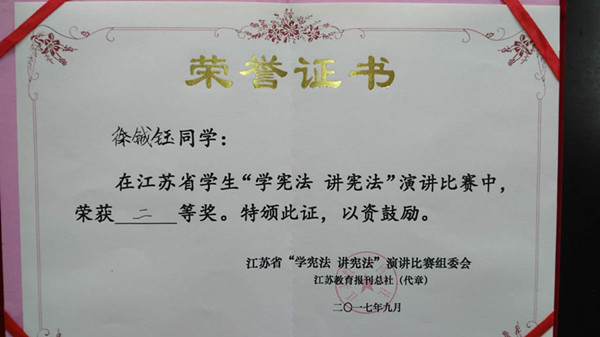 荣誉证书
徐钺钰同学：
在江苏省学生“学宪法 讲宪法”演讲比赛中，
荣获 二 等奖。特颁此证，以资鼓励。
江苏省“学宪法 讲宪法”演讲比赛组委会
江苏教育报刊总社（代章）
二〇一七年九月